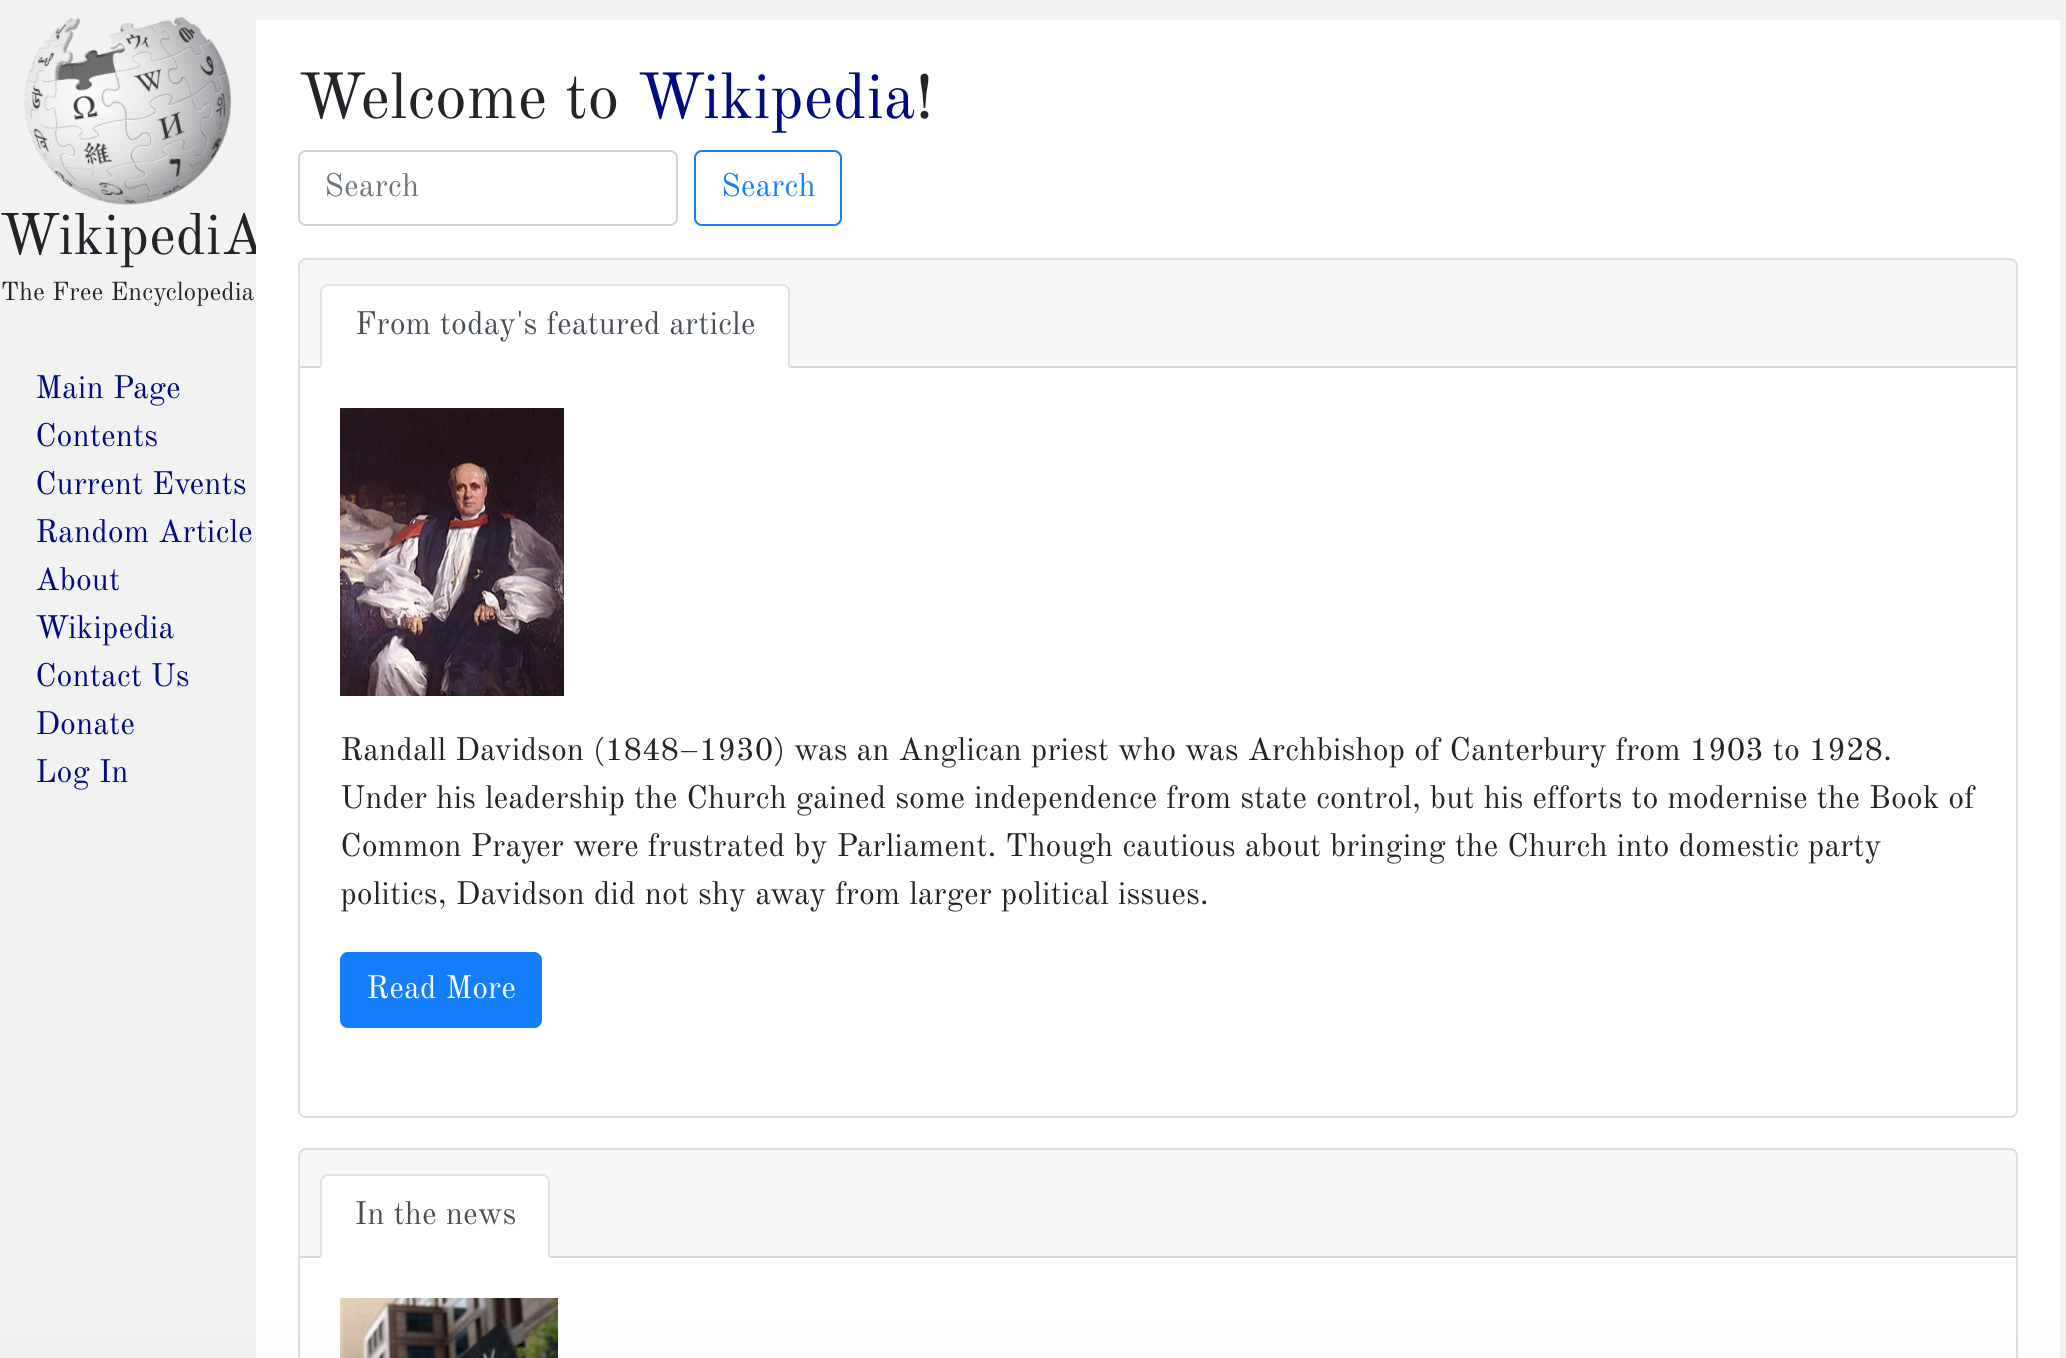 ウィ
W
Ω
И
維
7
WikipediA
The Free Encyclopedia
Main Page
Contents
Current Events
Random Article
About
Wikipedia
Contact Us
Donate
Log In
Welcome to Wikipedia!
Search
Search
From today's featured article
Randall Davidson (1848–1930) was an Anglican priest who was Archbishop of Canterbury from 1903 to 1928.
Under his leadership the Church gained some independence from state control, but his efforts to modernise the Book of
Common Prayer were frustrated by Parliament. Though cautious about bringing the Church into domestic party
politics, Davidson did not shy away from larger political issues.
Read More
In the news